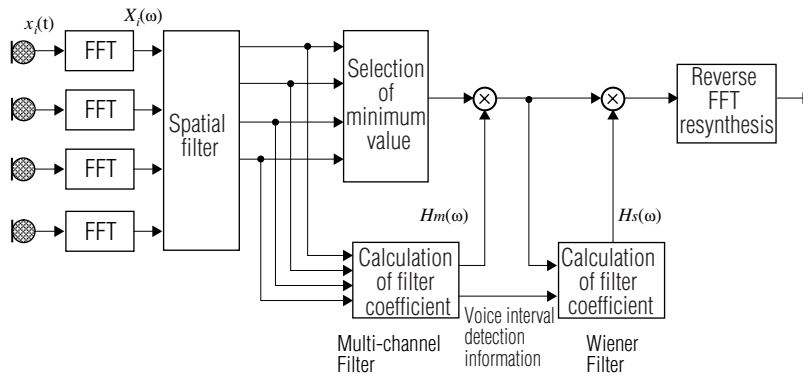 xi(t)
Xi(ω)
FFT
FFT
FFT
FFT
Spatial
filter
Selection
of
minimum
value
×
×
Reverse
FFT
resynthesis
Hm(ω)
Hs(ω)
Calculation
of filter
coefficient
Calculation
of filter
coefficient
Voice interval
detection
information
Multi-channel
Filter
Wiener
Filter